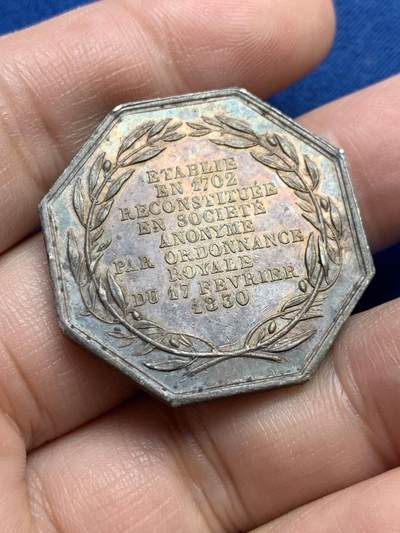 ETABLIE
EN 1702
RECONSTITUÉE
EN SOCIÉTÉ
ANONYME
PAR ORDONNANCE
ROYALE
DU 17 FEVRIER
1830